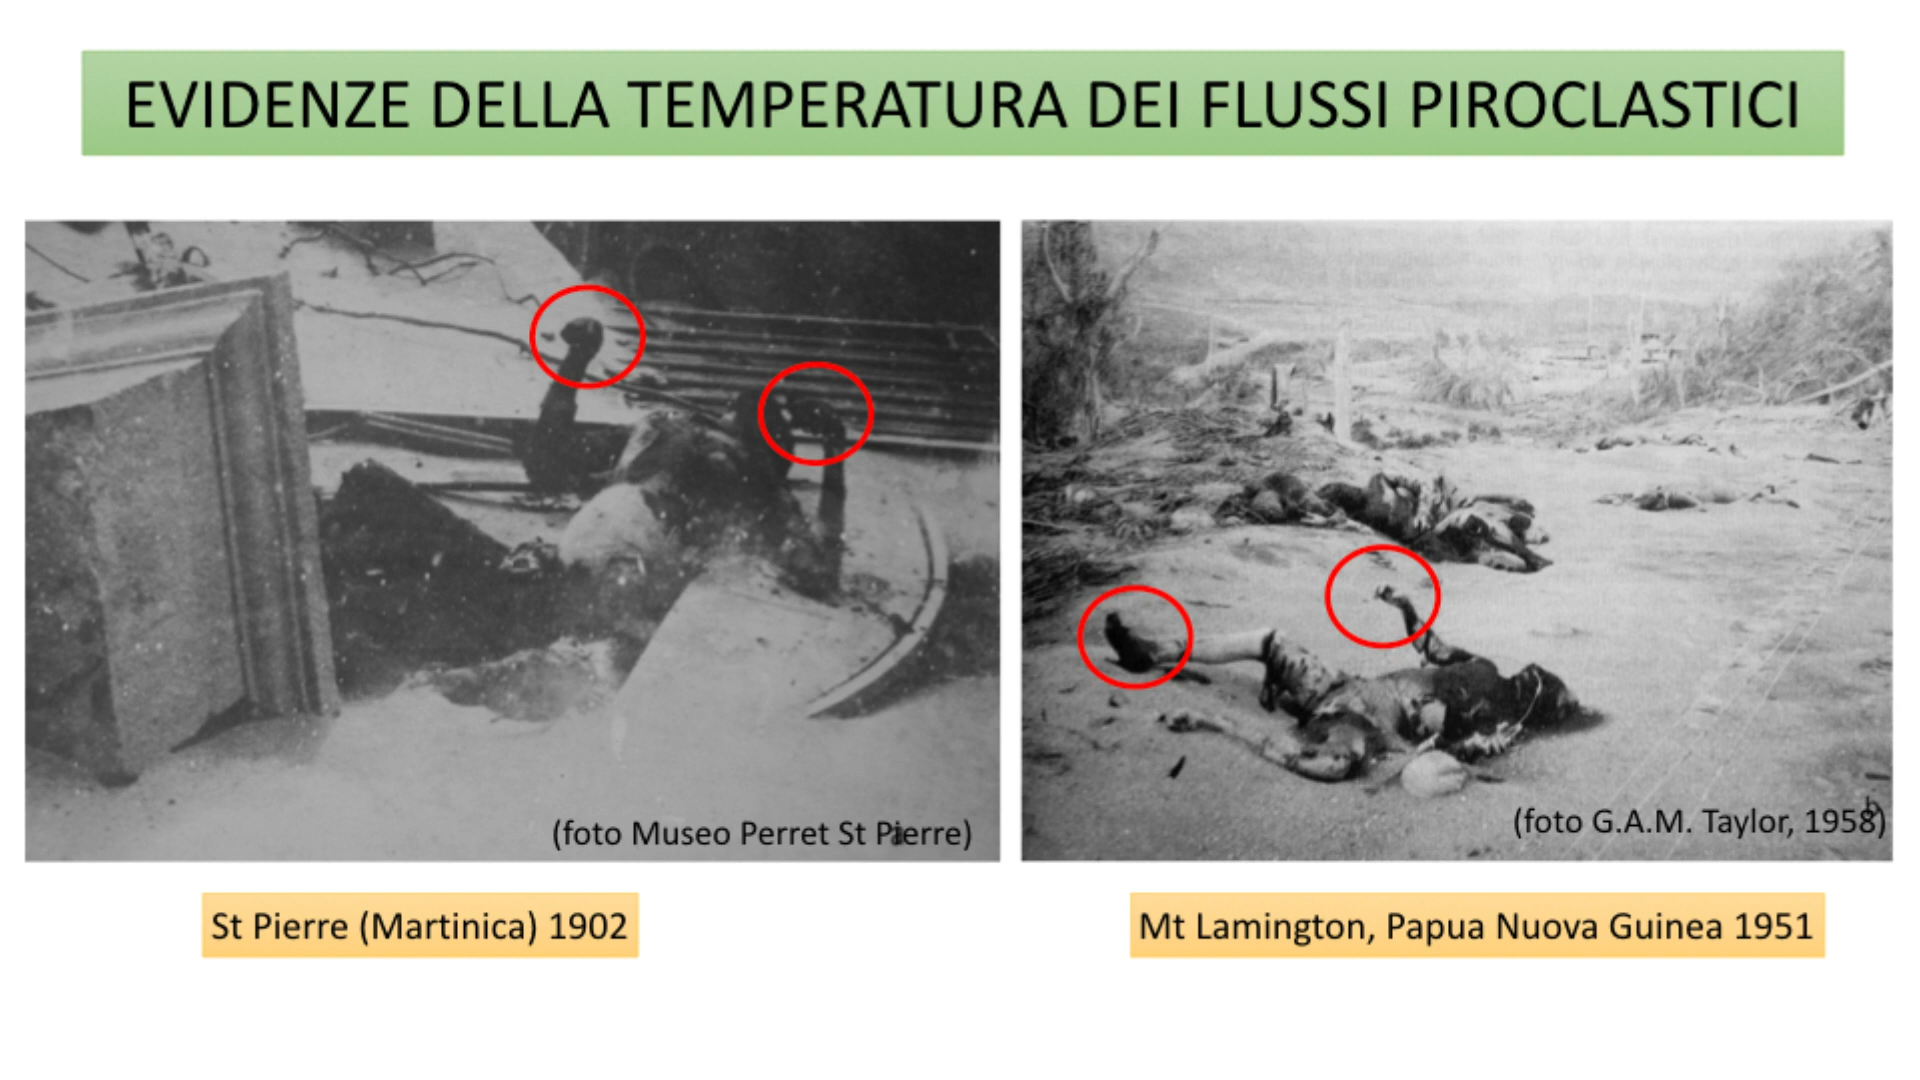 EVIDENZE DELLA TEMPERATURA DEI FLUSSI PIROCLASTICI
(foto Museo Perret St Pierre)
(foto G.A.M. Taylor, 1958)
b
St Pierre (Martinica) 1902
Mt Lamington, Papua Nuova Guinea 1951